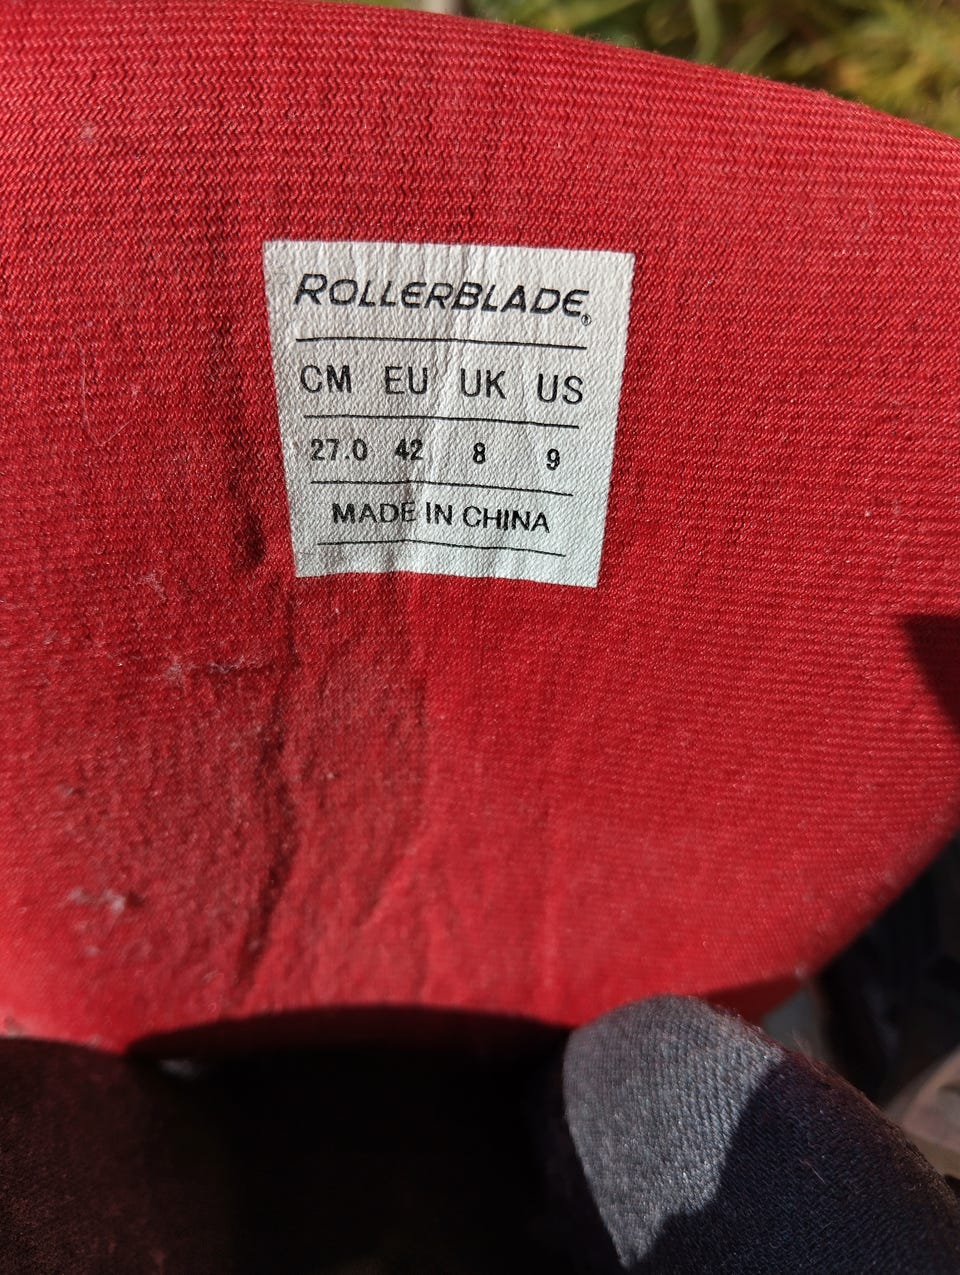 ROLLERBLADE®
CM EU UK US
27.0 42 8 9
MADE IN CHINA